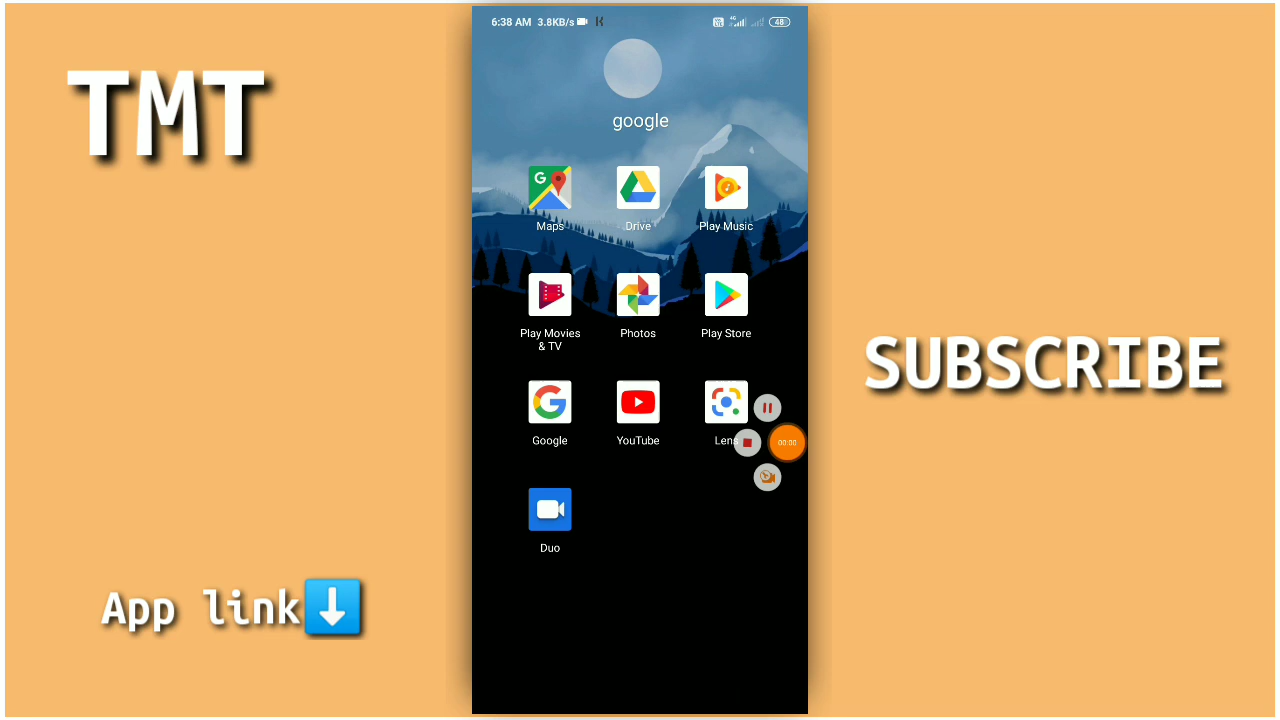 TMT
6:38 AM 3.8KB/s
4G
48
google
Maps
Drive
Play Music
Play Movies
& TV
Photos
Play Store
Google
YouTube
Lens
00:00
Duo
SUBSCRIBE
App link